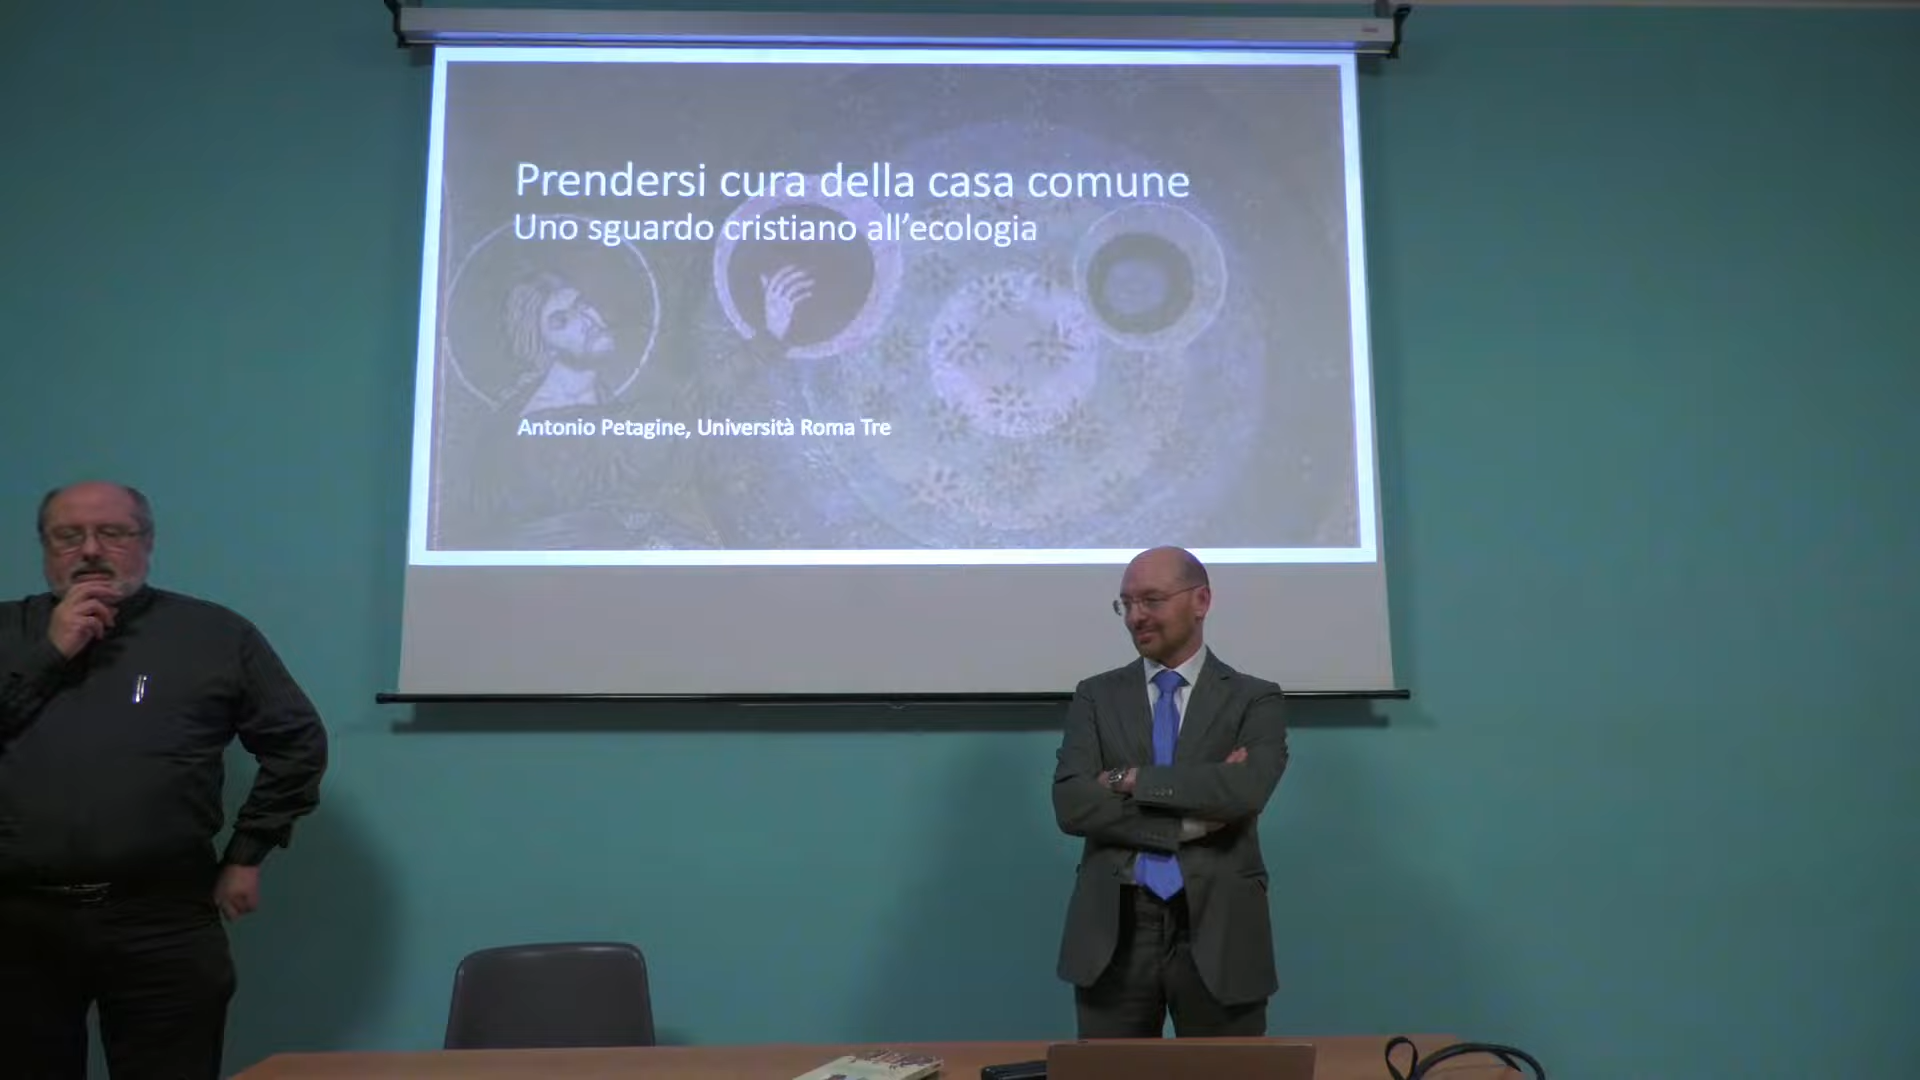 Prendersi cura della casa comune
Uno sguardo cristiano all'ecologia
Antonio Petagine, Università Roma Tre